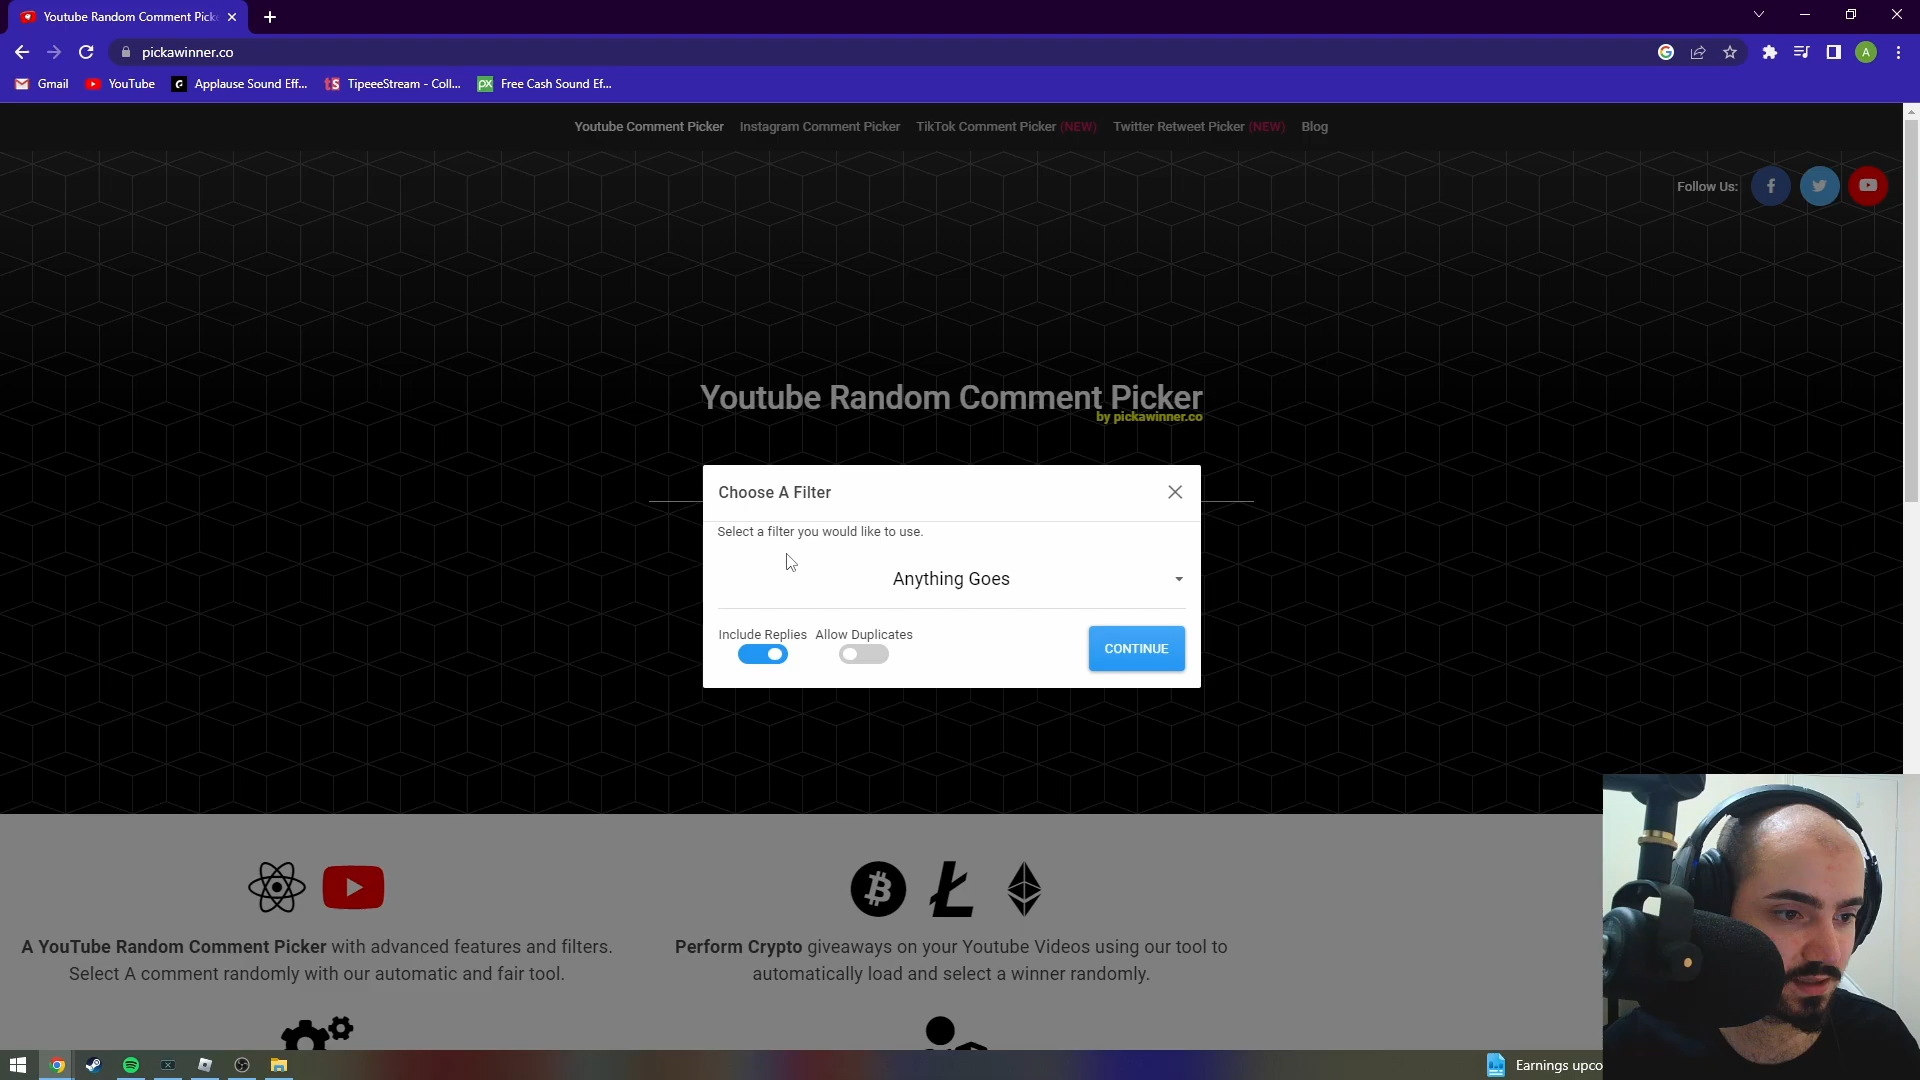 Youtube Random Comment Pick
pickawinner.co
A
Gmail
YouTube
Applause Sound Eff...
TipeeeStream - Coll...
Free Cash Sound Ef...
Youtube Comment Picker
Instagram Comment Picker
TikTok Comment Picker (NEW)
Twitter Retweet Picker (NEW)
Blog
Follow Us:
Youtube Random Comment Picker
by pickawinner.co
Choose A Filter
Select a filter you would like to use.
Anything Goes
Include Replies
Allow Duplicates
CONTINUE
A YouTube Random Comment Picker with advanced features and filters.
Select A comment randomly with our automatic and fair tool.
Perform Crypto giveaways on your Youtube Videos using our tool to
automatically load and select a winner randomly.
Earnings upco